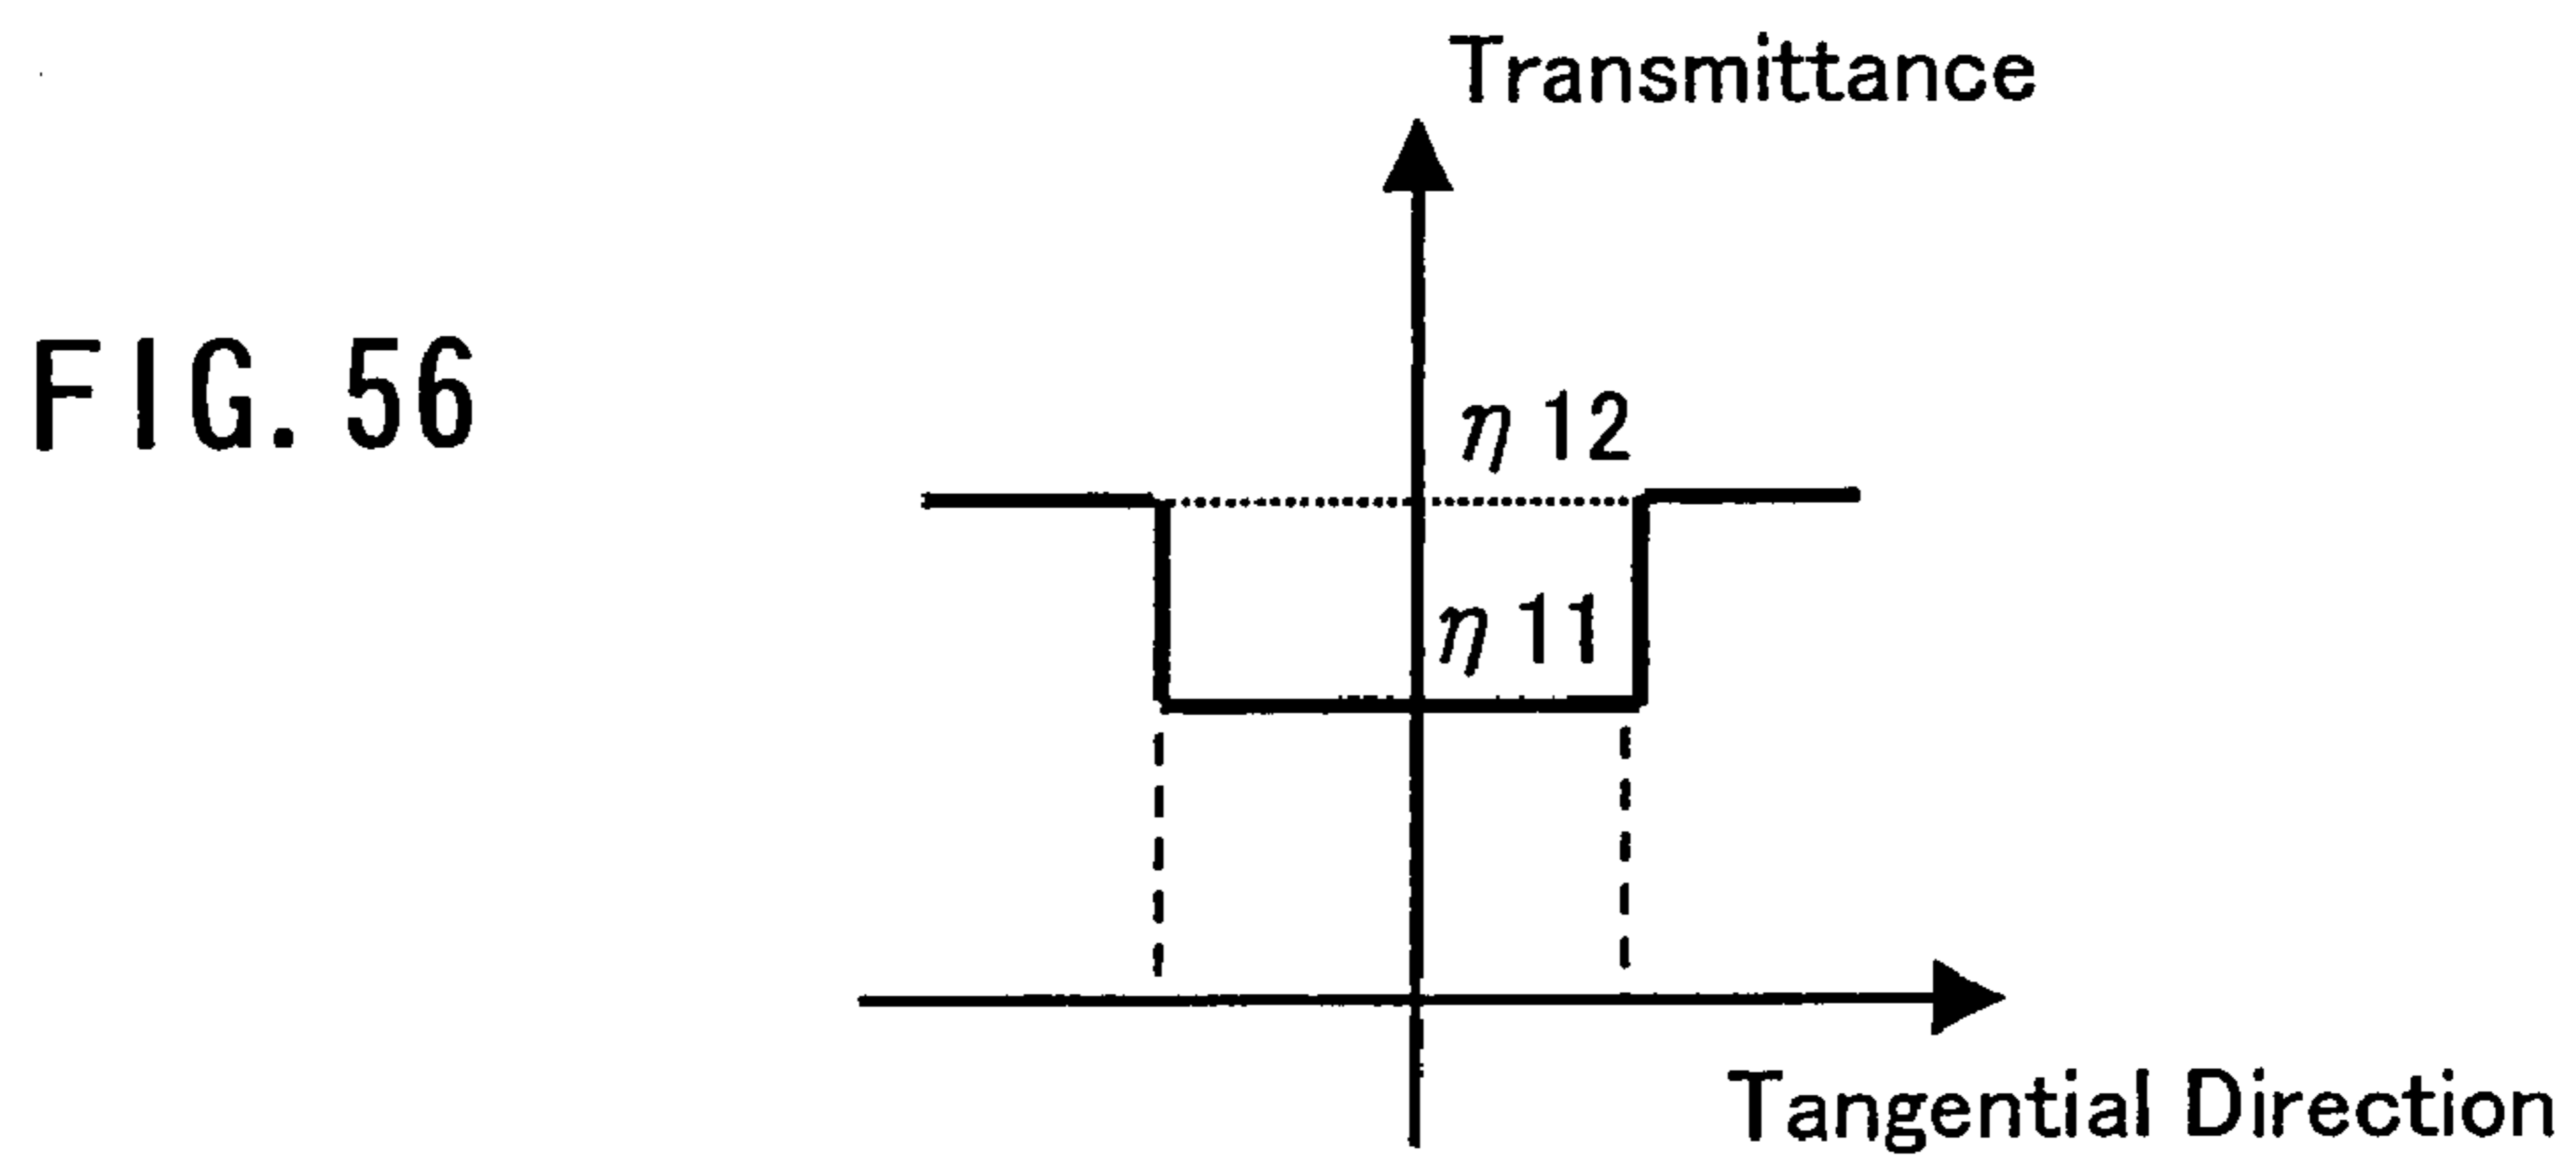 Transmittance
FIG. 56
η12
η11
Tangential Direction